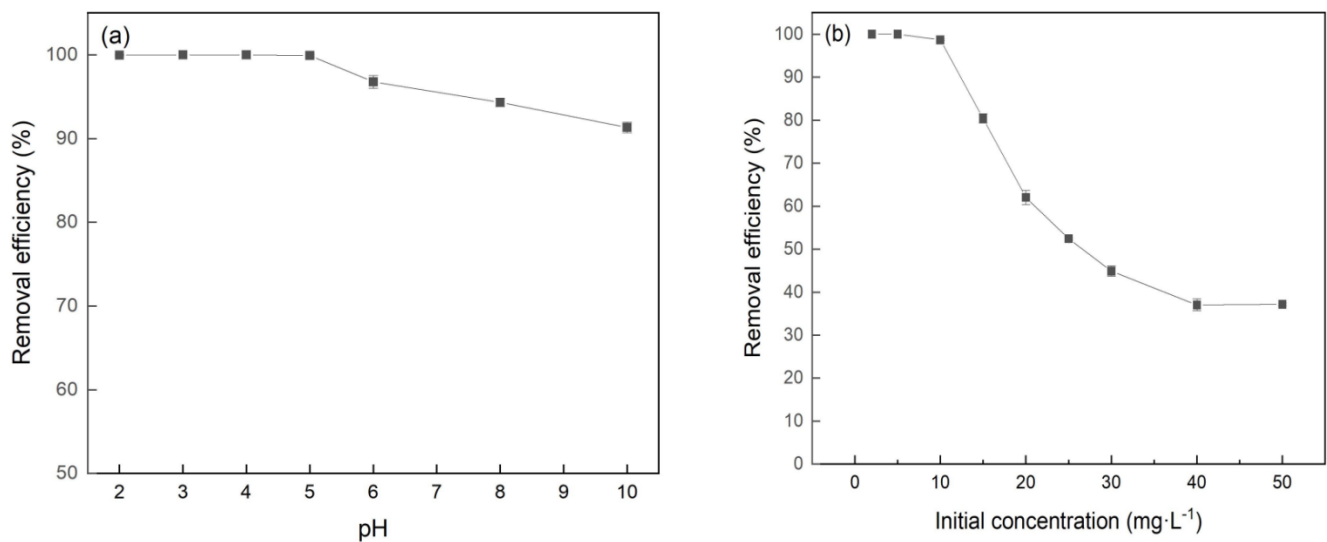 (a)
100
90
80
70
60
50
2 3 4 5 6 7 8 9 10
Removal efficiency (%)
pH
(b)
100
90
80
70
60
50
40
30
20
10
0
0 10 20 30 40 50
Removal efficiency (%)
Initial concentration (mg·L⁻¹)